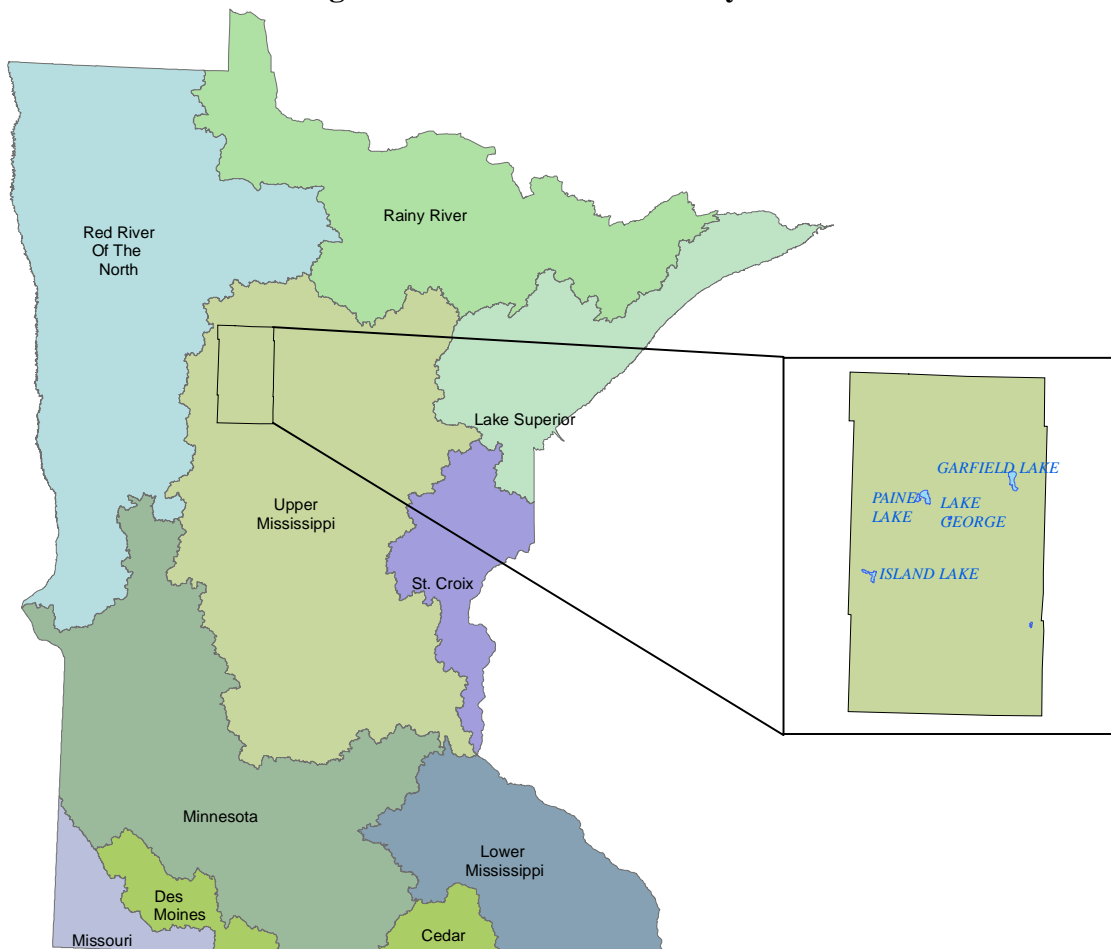 Rainy River
Red River
Of The
North
Lake Superior
GARFIELD LAKE
PAINE
LAKE
LAKE
GEORGE
Upper
Mississippi
ISLAND LAKE
St. Croix
Minnesota
Lower
Mississippi
Des
Moines
Cedar
Missouri